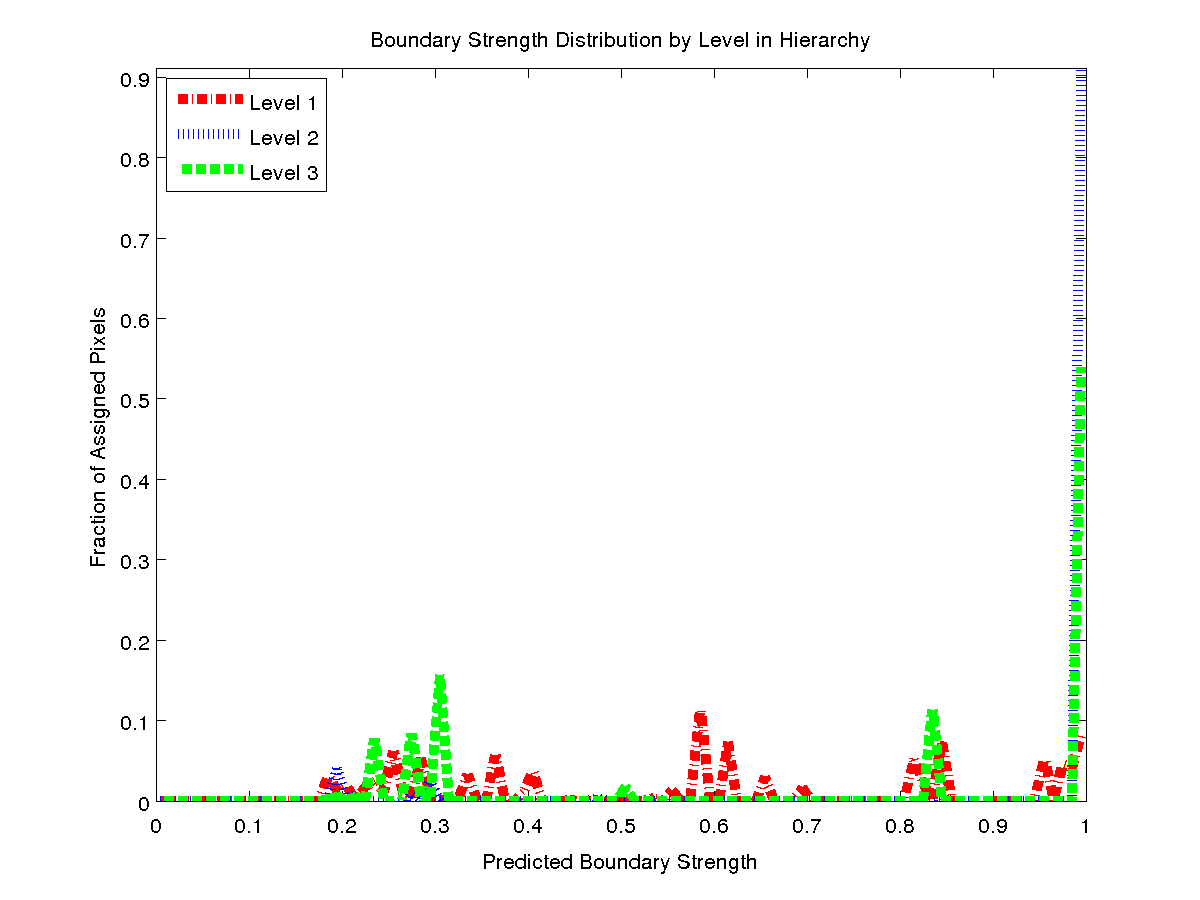 Boundary Strength Distribution by Level in Hierarchy
Level 1
Level 2
Level 3
Fraction of Assigned Pixels
0.9
0.8
0.7
0.6
0.5
0.4
0.3
0.2
0.1
0
0 0.1 0.2 0.3 0.4 0.5 0.6 0.7 0.8 0.9 1
Predicted Boundary Strength